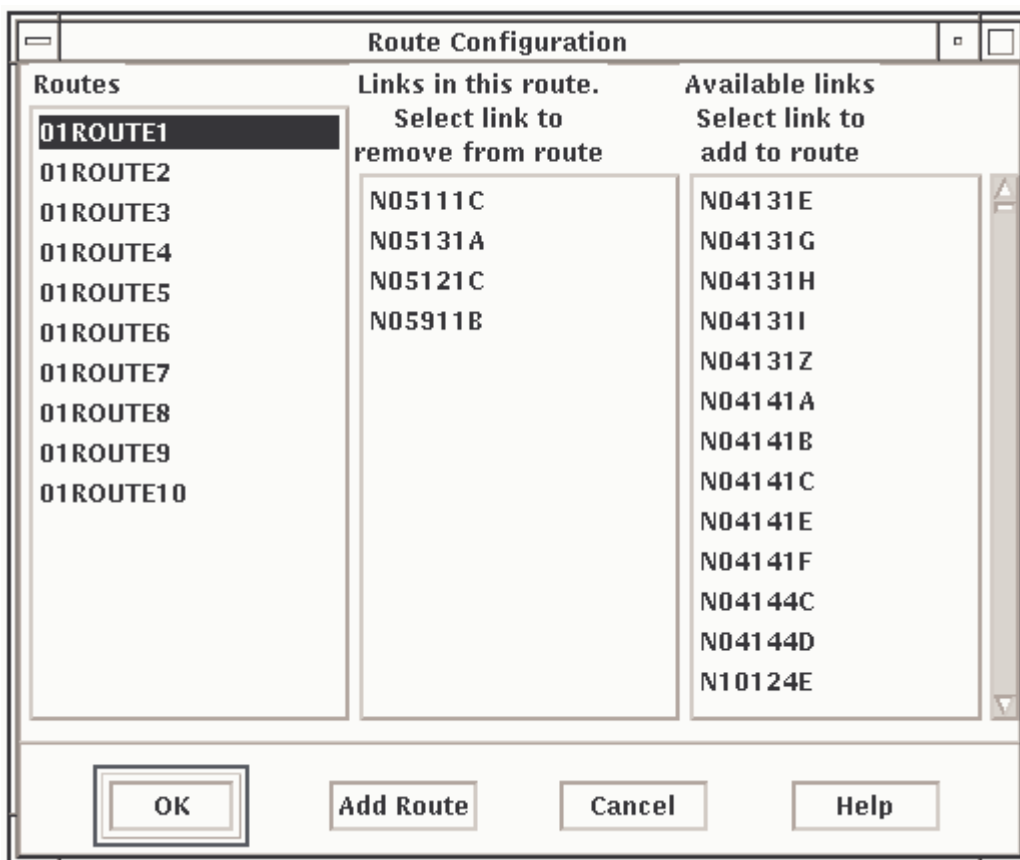 Route Configuration
Routes
01ROUTE1
01ROUTE2
01ROUTE3
01ROUTE4
01ROUTE5
01ROUTE6
01ROUTE7
01ROUTE8
01ROUTE9
01ROUTE10
Links in this route.
Select link to
remove from route
N05111C
N05131A
N05121C
N05911B
Available links
Select link to
add to route
N04131E
N04131G
N04131H
N04131I
N04131Z
N04141A
N04141B
N04141C
N04141E
N04141F
N04144C
N04144D
N10124E
OK
Add Route
Cancel
Help